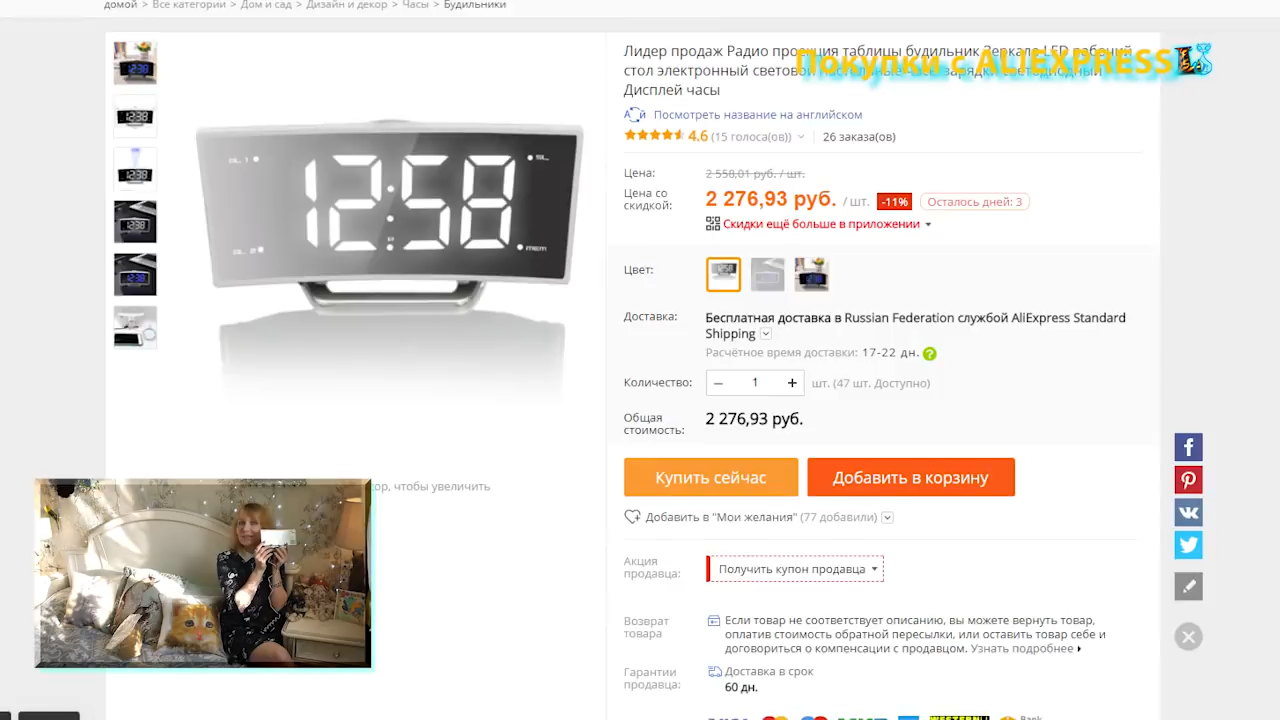 домой > Все категории > Дом и сад > Дизайн и декор > Часы > Будильники
Покупки с ALIEXPRESS
Лидер продаж Радио проекция таблицы будильник Зеркало LED рабочий
стол электронный световой настольные часы зарядки светодиодный
Дисплей часы
Посмотреть название на английском
4.6 (15 голоса(ов)) 26 заказа(ов)
Цена: 2 558,01 руб. / шт.
Цена со
скидкой:
2 276,93 руб. / шт. -11% Осталось дней: 3
Скидки ещё больше в приложении
12:58
Цвет:
Доставка: Бесплатная доставка в Russian Federation службой AliExpress Standard
Shipping
Расчётное время доставки: 17-22 дн.
Количество: – 1 + шт. (47 шт. Доступно)
Общая
стоимость:
2 276,93 руб.
Купить сейчас Добавить в корзину
чтобы увеличить
Добавить в "Мои желания" (77 добавили)
Акция
продавца:
Получить купон продавца
Возврат
товара
Если товар не соответствует описанию, вы можете вернуть товар,
оплатив стоимость обратной пересылки, или оставить товар себе и
договориться о компенсации с продавцом. Узнать подробнее
Гарантии
продавца:
Доставка в срок
60 дн.